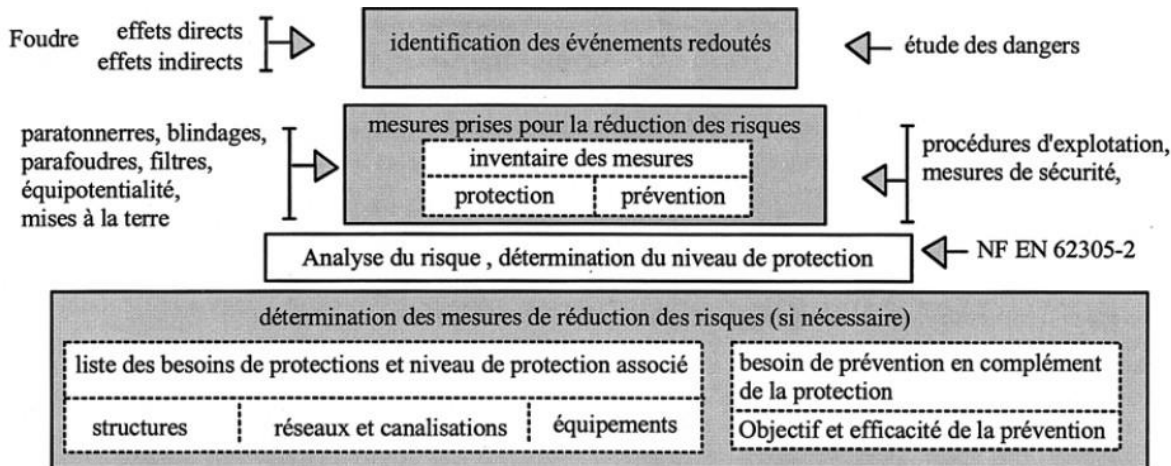 Foudre
effets directs
effets indirects
identification des événements redoutés
étude des dangers
paratonnerres, blindages,
parafoudres, filtres,
équipotentialité,
mises à la terre
mesures prises pour la réduction des risques
inventaire des mesures
protection
prévention
procédures d'explotation,
mesures de sécurité,
Analyse du risque , détermination du niveau de protection
NF EN 62305-2
détermination des mesures de réduction des risques (si nécessaire)
liste des besoins de protections et niveau de protection associé
structures
réseaux et canalisations
équipements
besoin de prévention en complément
de la protection
Objectif et efficacité de la prévention